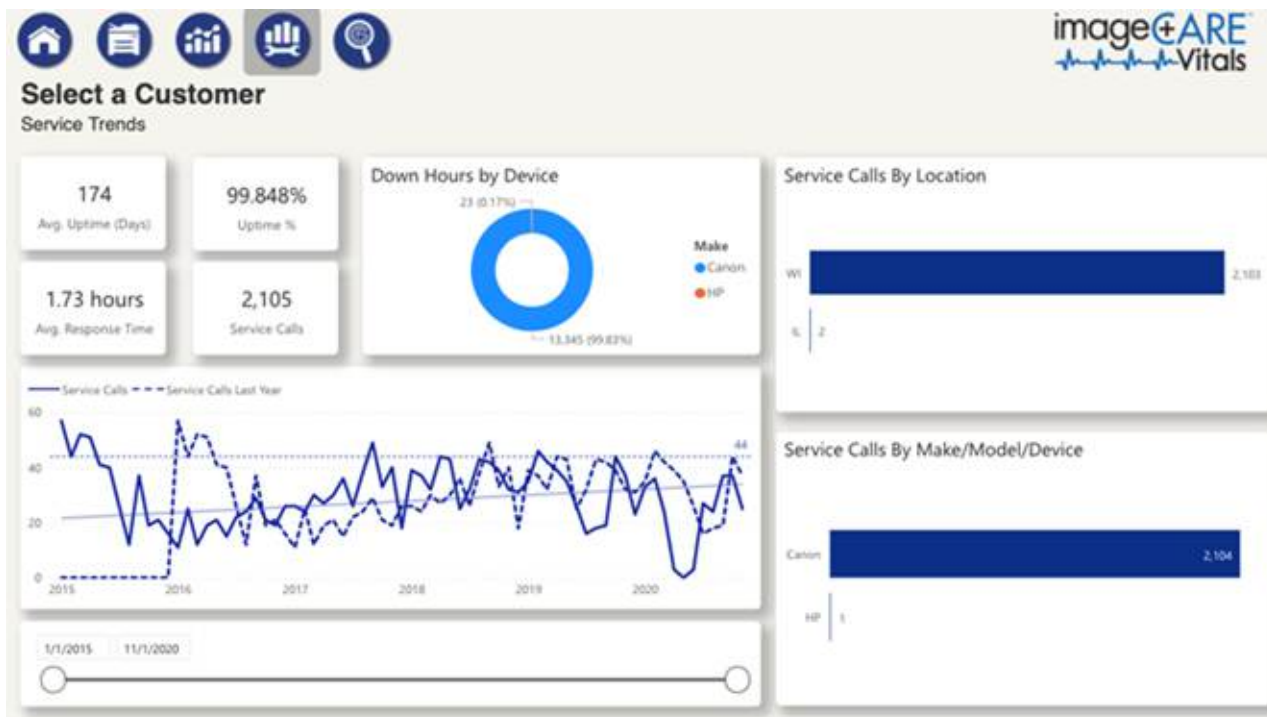 image+CARE
Vitals
Select a Customer
Service Trends
174
Avg. Uptime (Days)
99.848%
Uptime %
1.73 hours
Avg. Response Time
2,105
Service Calls
Down Hours by Device
23 (0.17%)
13,345 (99.83%)
Make
Canon
HP
Service Calls By Location
WI
2,103
IL
2
Service Calls
Service Calls Last Year
60
40
20
0
44
2015
2016
2017
2018
2019
2020
Service Calls By Make/Model/Device
Canon
2,104
HP
1
1/1/2015
11/1/2020